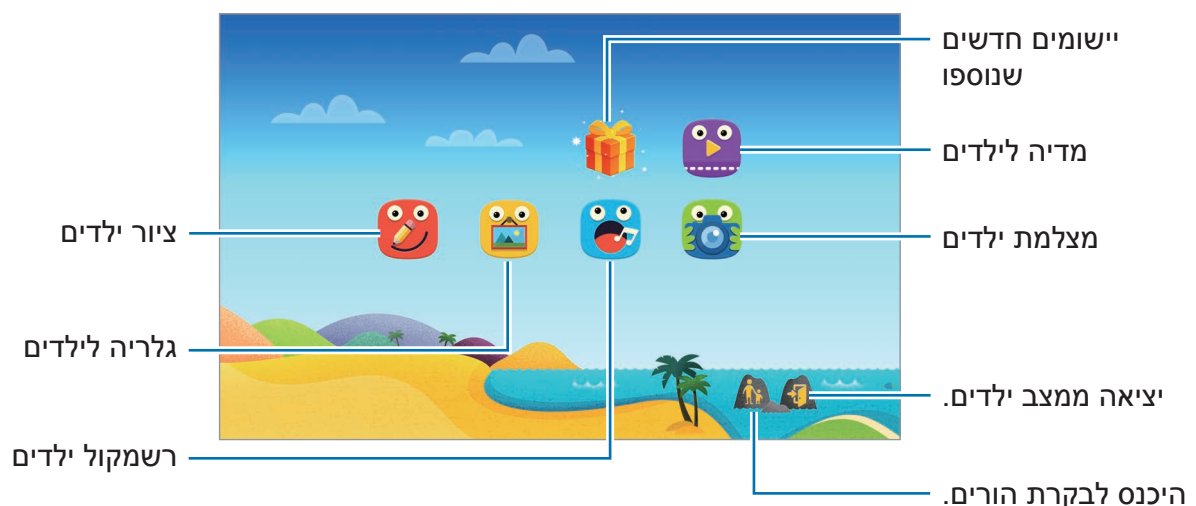 יישומים חדשים
שנוספו
מדיה לילדים
מצלמת ילדים
ציור ילדים
גלריה לילדים
יציאה ממצב ילדים.
רשמקול ילדים
היכנס לבקרת הורים.